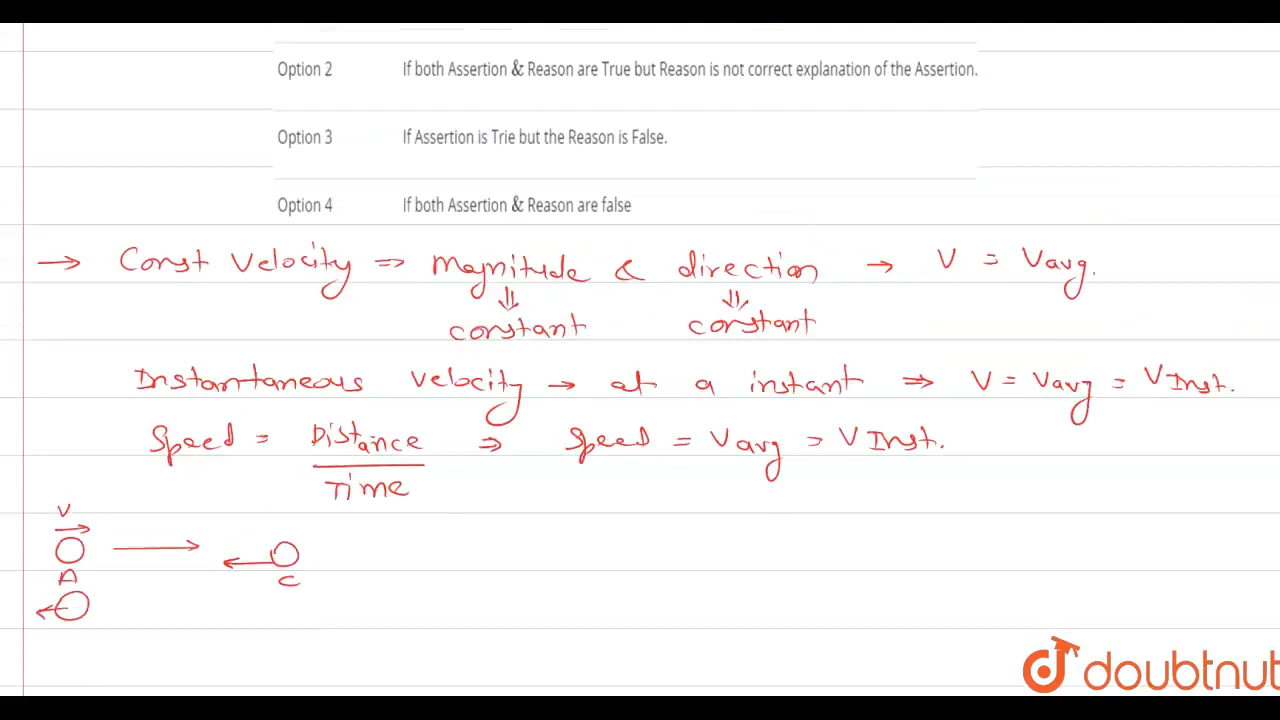 Option 2 If both Assertion & Reason are True but Reason is not correct explanation of the Assertion.
Option 3 If Assertion is Trie but the Reason is False.
Option 4 If both Assertion & Reason are false
→ Const Velocity ⇒ Magnitude & direction → V = Vavg.
⇓ ⇓
constant constant
Instantaneous velocity → at a instant ⇒ V = Vavg = VInst.
Speed = Distance/Time ⇒ Speed = Vavg = VInst.
V
→
→ ←
A C
←
doubtnut